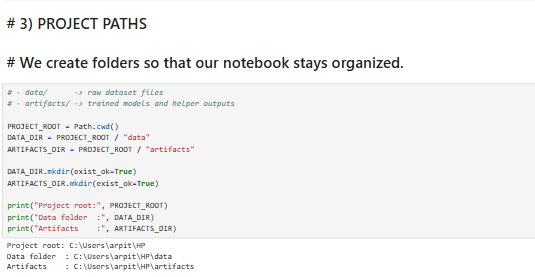 # 3) PROJECT PATHS
# We create folders so that our notebook stays organized.
# - data/      -> raw dataset files
# - artifacts/ -> trained models and helper outputs
PROJECT_ROOT = Path.cwd()
DATA_DIR = PROJECT_ROOT / "data"
ARTIFACTS_DIR = PROJECT_ROOT / "artifacts"
DATA_DIR.mkdir(exist_ok=True)
ARTIFACTS_DIR.mkdir(exist_ok=True)
print("Project root:", PROJECT_ROOT)
print("Data folder  :", DATA_DIR)
print("Artifacts    :", ARTIFACTS_DIR)
Project root: C:\Users\arpit\HP
Data folder  : C:\Users\arpit\HP\data
Artifacts    : C:\Users\arpit\HP\artifacts